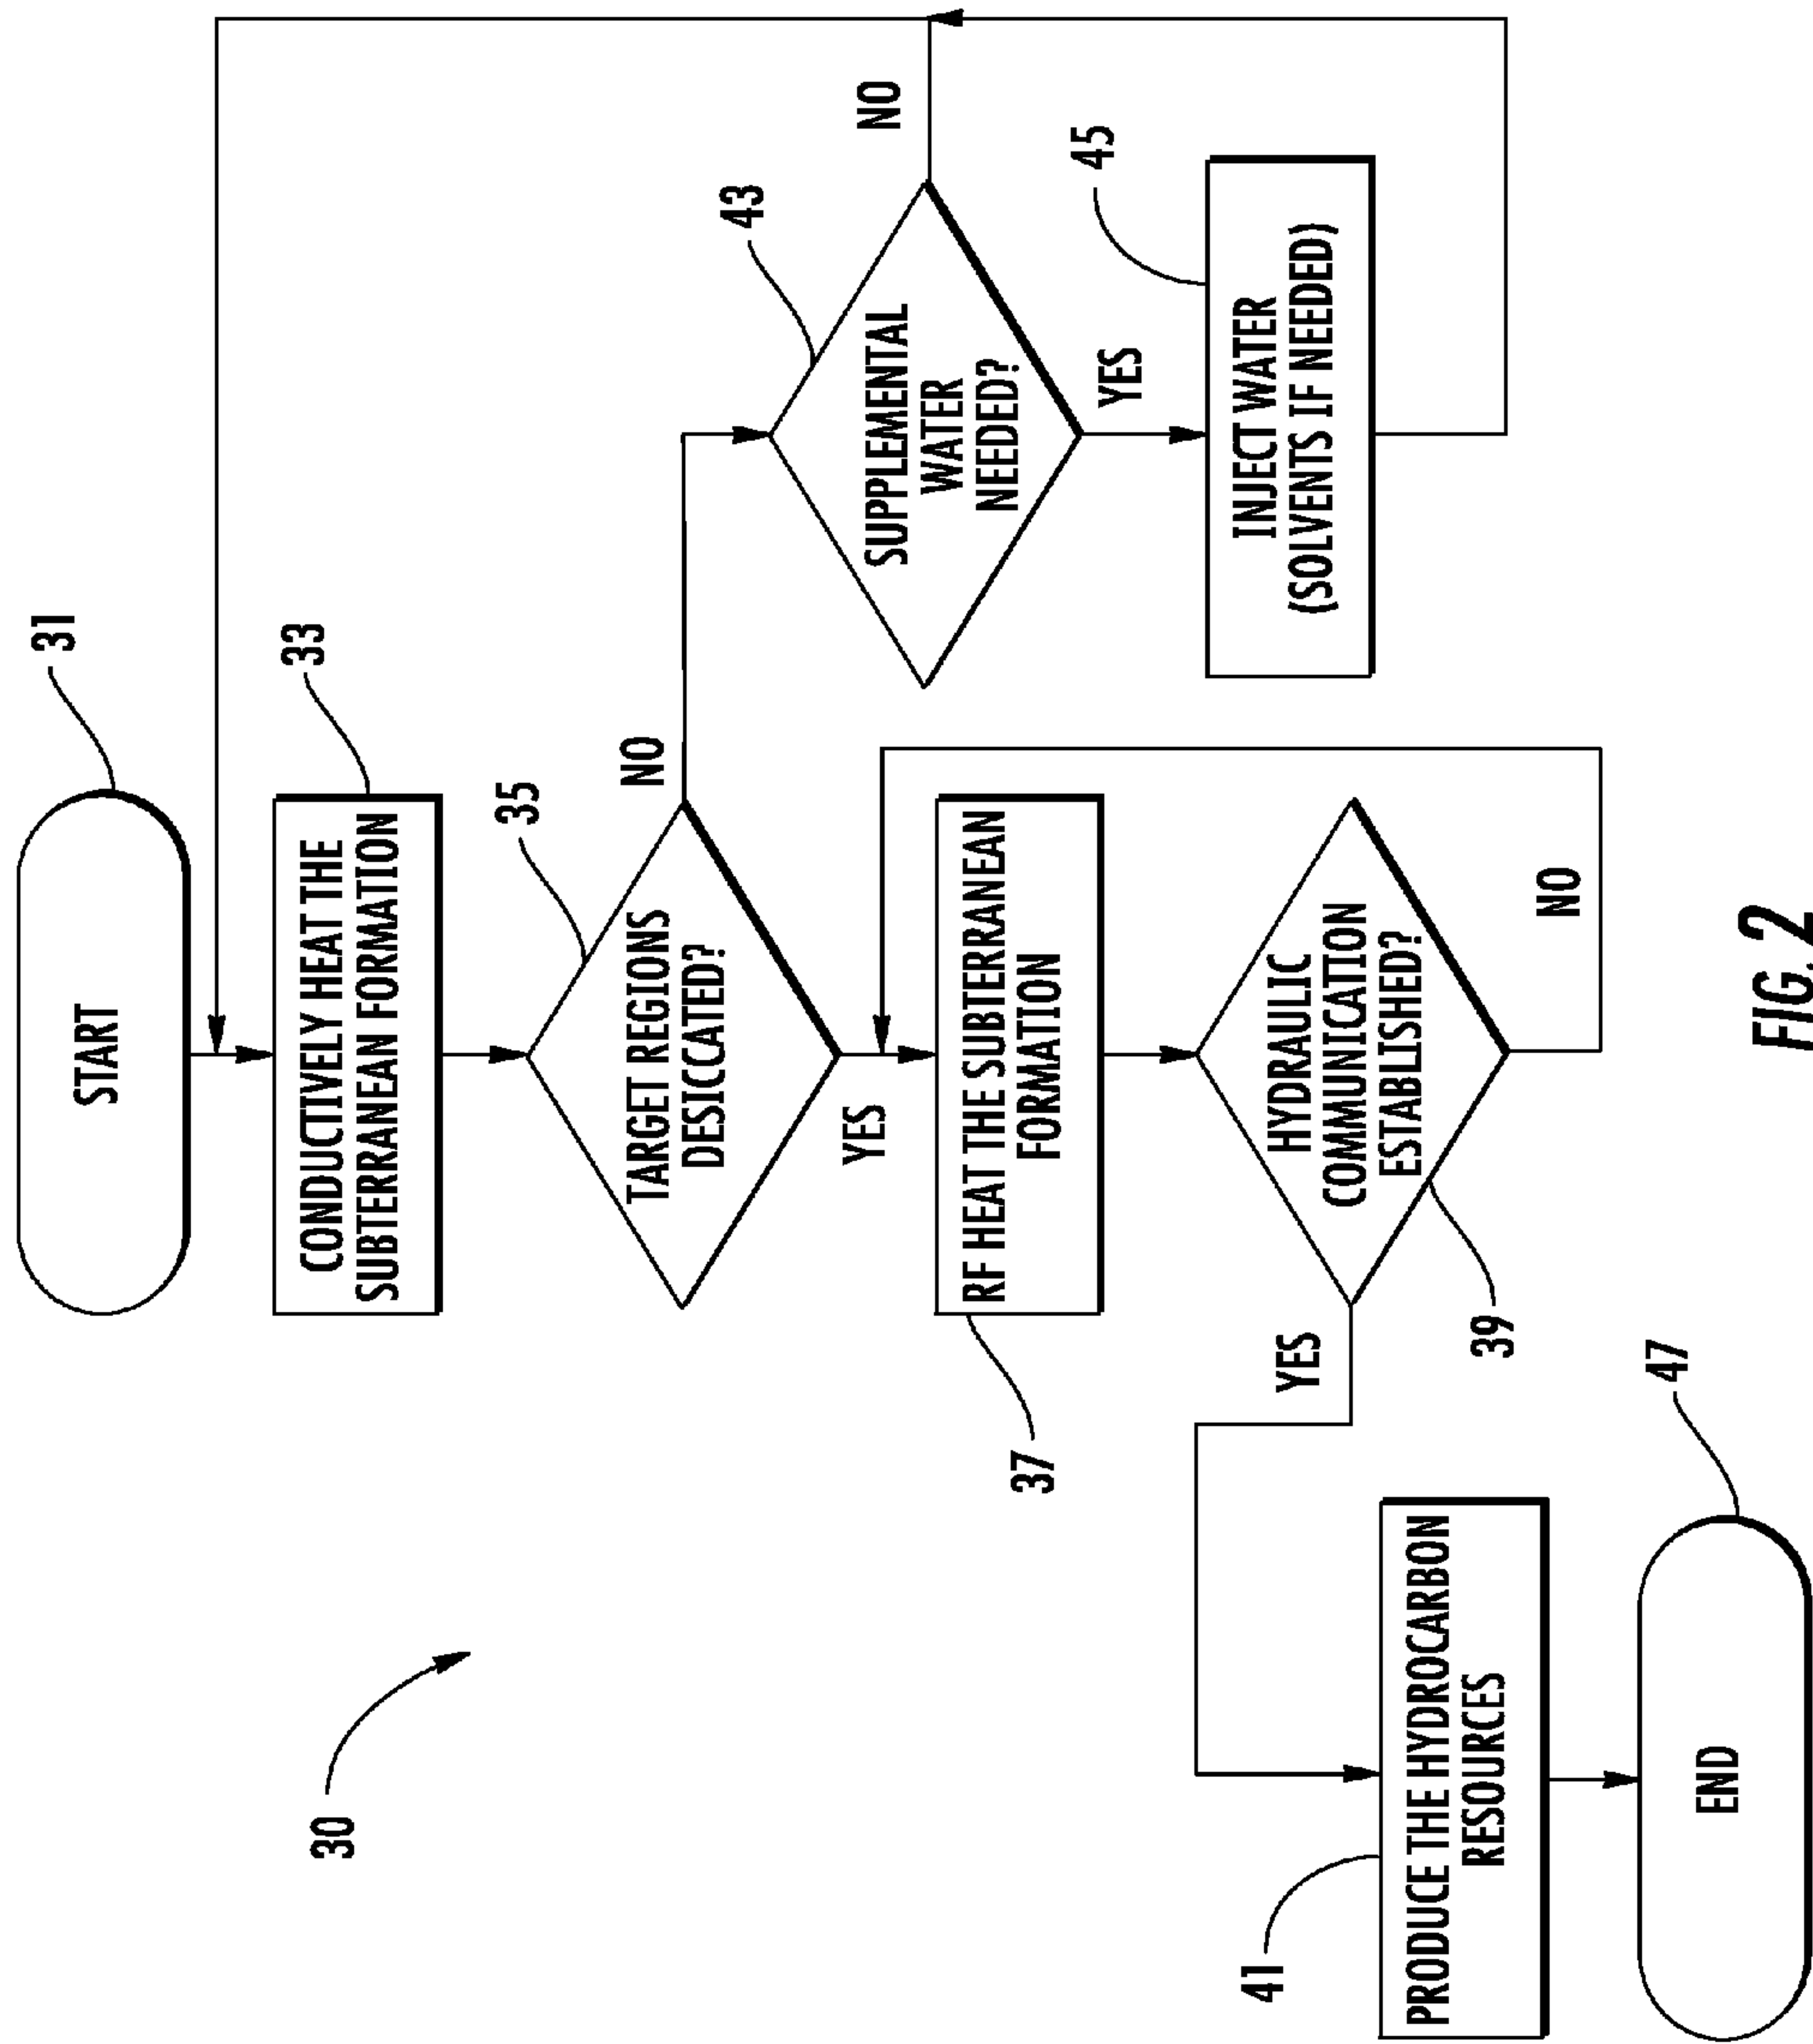 30
START
31
CONDUCTIVELY HEAT THE
SUBTERRANEAN FORMATION
33
TARGET REGIONS
DESICCATED?
35
NO
YES
SUPPLEMENTAL
WATER
NEEDED?
43
NO
YES
INJECT WATER
(SOLVENTS IF NEEDED)
45
RF HEAT THE SUBTERRANEAN
FORMATION
37
HYDRAULIC
COMMUNICATION
ESTABLISHED?
39
YES
NO
PRODUCE THE HYDROCARBON
RESOURCES
41
END
47
FIG. 2